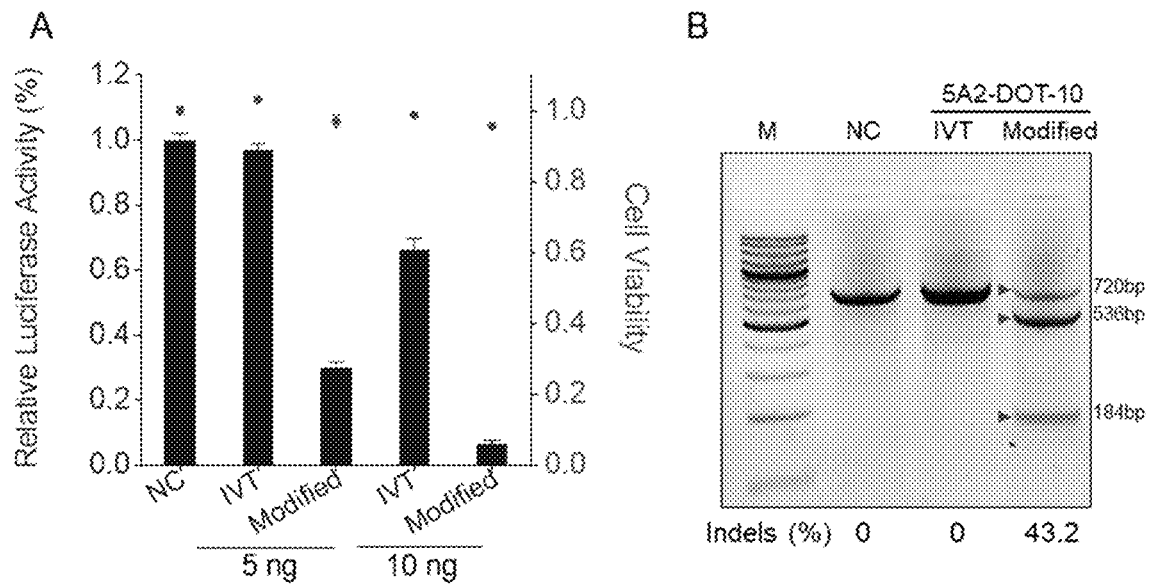 A
Relative Luciferase Activity (%)
1.2
1.0
0.8
0.6
0.4
0.2
0.0
1.0
0.8
0.6
0.4
0.2
0.0
Cell Viability
NC
IVT
Modified
IVT
Modified
5 ng
10 ng
B
5A2-DOT-10
M
NC
IVT
Modified
720bp
536bp
184bp
Indels (%)
0
0
43.2